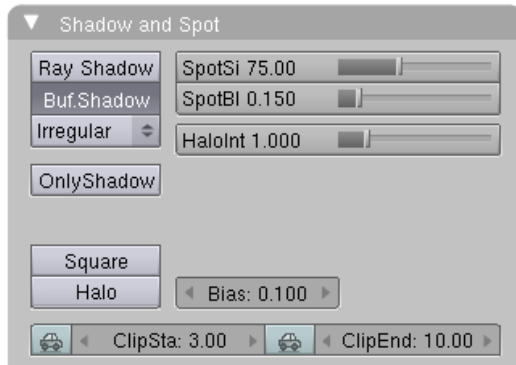 Shadow and Spot
Ray Shadow
SpotSi 75.00
Buf.Shadow
SpotBl 0.150
Irregular
HaloInt 1.000
OnlyShadow
Square
Halo
Bias: 0.100
ClipSta: 3.00
ClipEnd: 10.00